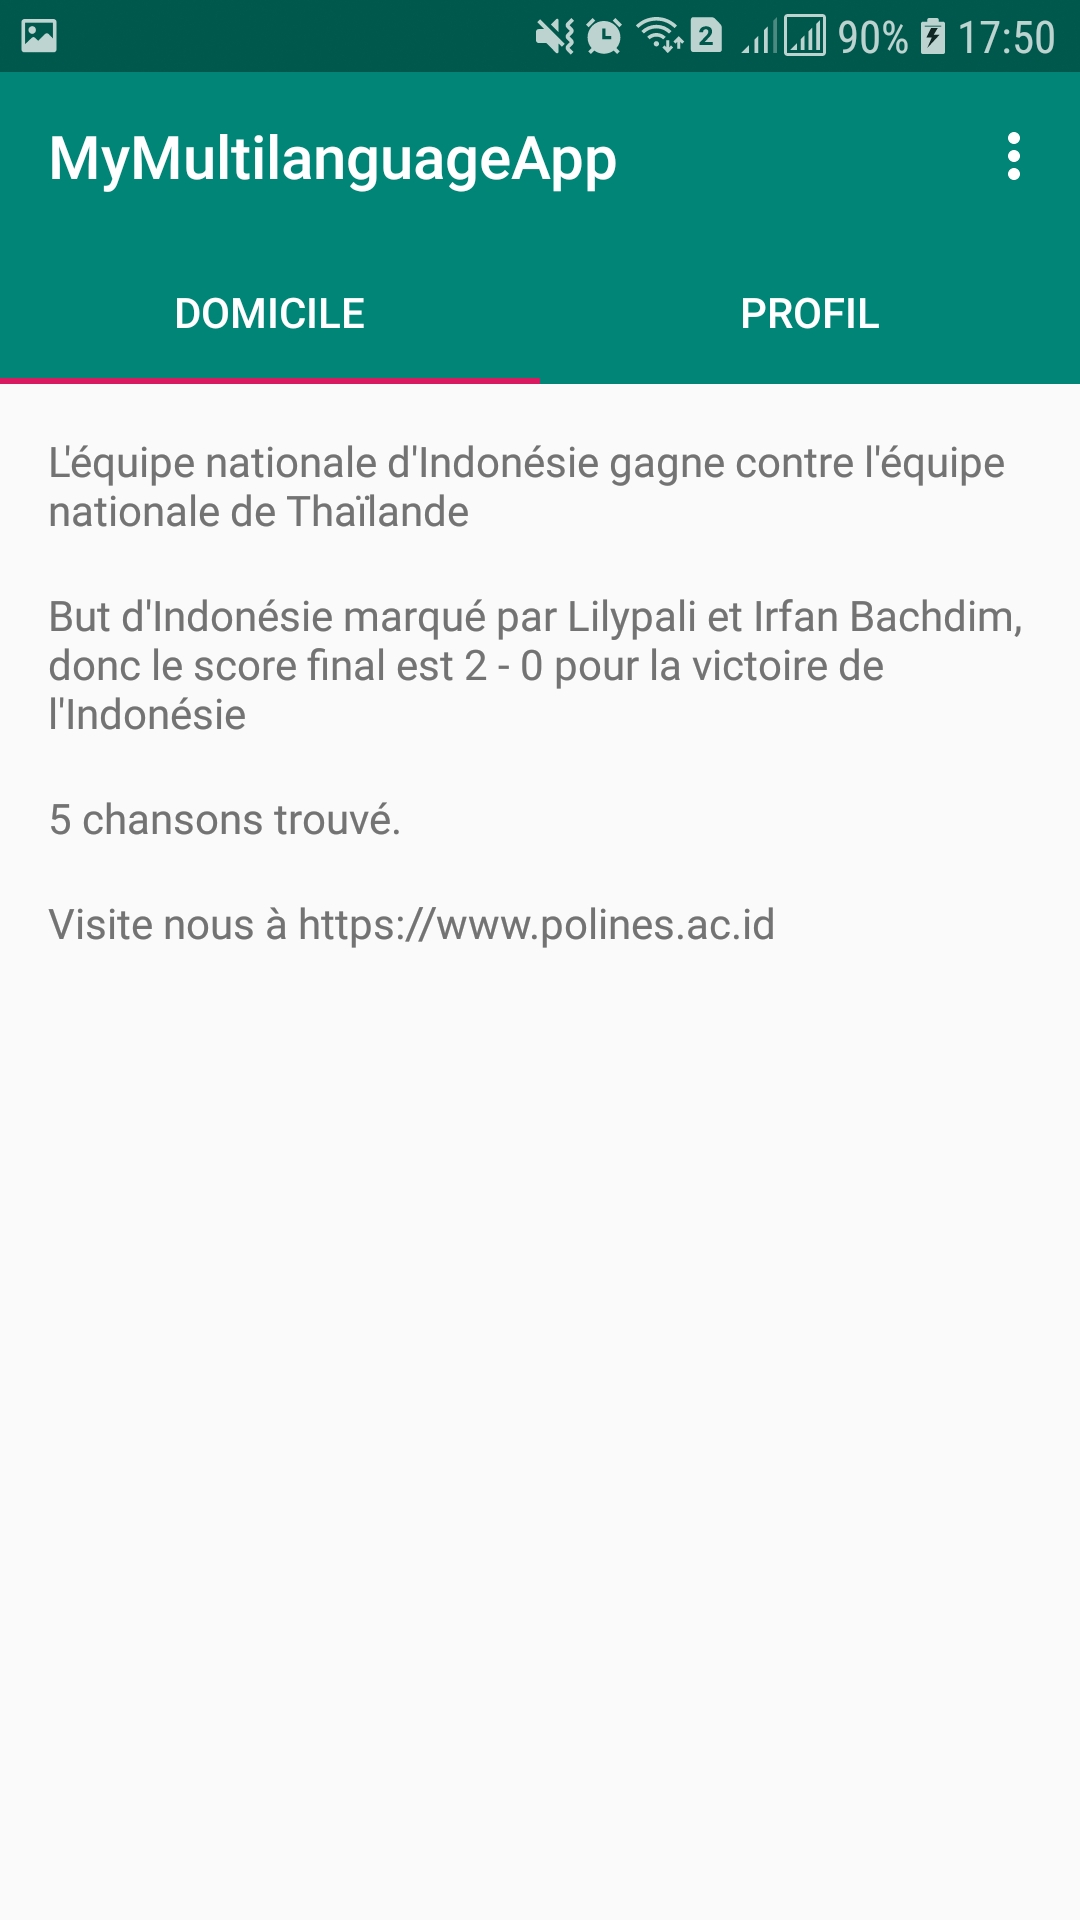 2 90% 17:50
MyMultilanguageApp
DOMICILE PROFIL
L'équipe nationale d'Indonésie gagne contre l'équipe
nationale de Thaïlande
But d'Indonésie marqué par Lilypali et Irfan Bachdim,
donc le score final est 2 - 0 pour la victoire de
l'Indonésie
5 chansons trouvé.
Visite nous à https://www.polines.ac.id